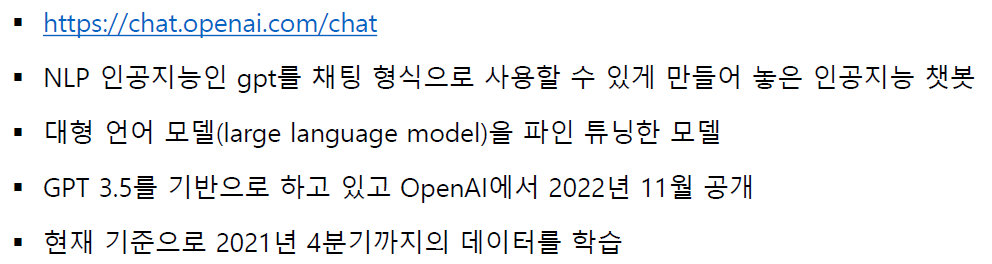 ▪ https://chat.openai.com/chat
▪ NLP 인공지능인 gpt를 채팅 형식으로 사용할 수 있게 만들어 놓은 인공지능 챗봇
▪ 대형 언어 모델(large language model)을 파인 튜닝한 모델
▪ GPT 3.5를 기반으로 하고 있고 OpenAI에서 2022년 11월 공개
▪ 현재 기준으로 2021년 4분기까지의 데이터를 학습